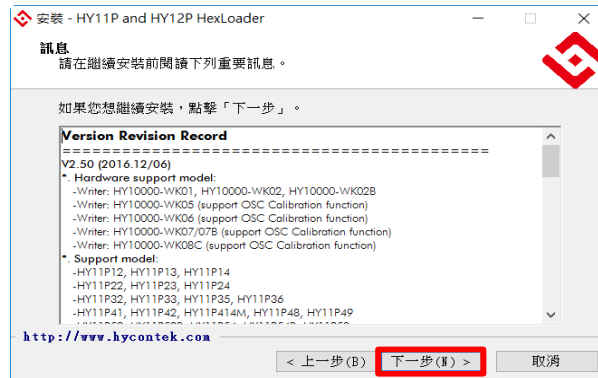 安裝 - HY11P and HY12P HexLoader
訊息
請在繼續安裝前閱讀下列重要訊息。
如果您想繼續安裝，點擊「下一步」。
Version Revision Record
==============================================
V2.50 (2016.12/06)
*. Hardware support model:
-Writer: HY10000-WK01, HY10000-WK02, HY10000-WK02B
-Writer: HY10000-WK05 (support OSC Calibration function)
-Writer: HY10000-WK06 (support OSC Calibration function)
-Writer: HY10000-WK07/07B (support OSC Calibration function)
-Writer: HY10000-WK08C (support OSC Calibration function)
*. Support model:
-HY11P12, HY11P13, HY11P14
-HY11P22, HY11P23, HY11P24
-HY11P32, HY11P33, HY11P35, HY11P36
-HY11P41, HY11P42, HY11P414M, HY11P48, HY11P49
http://www.hycontek.com
< 上一步(B) 下一步(N) > 取消